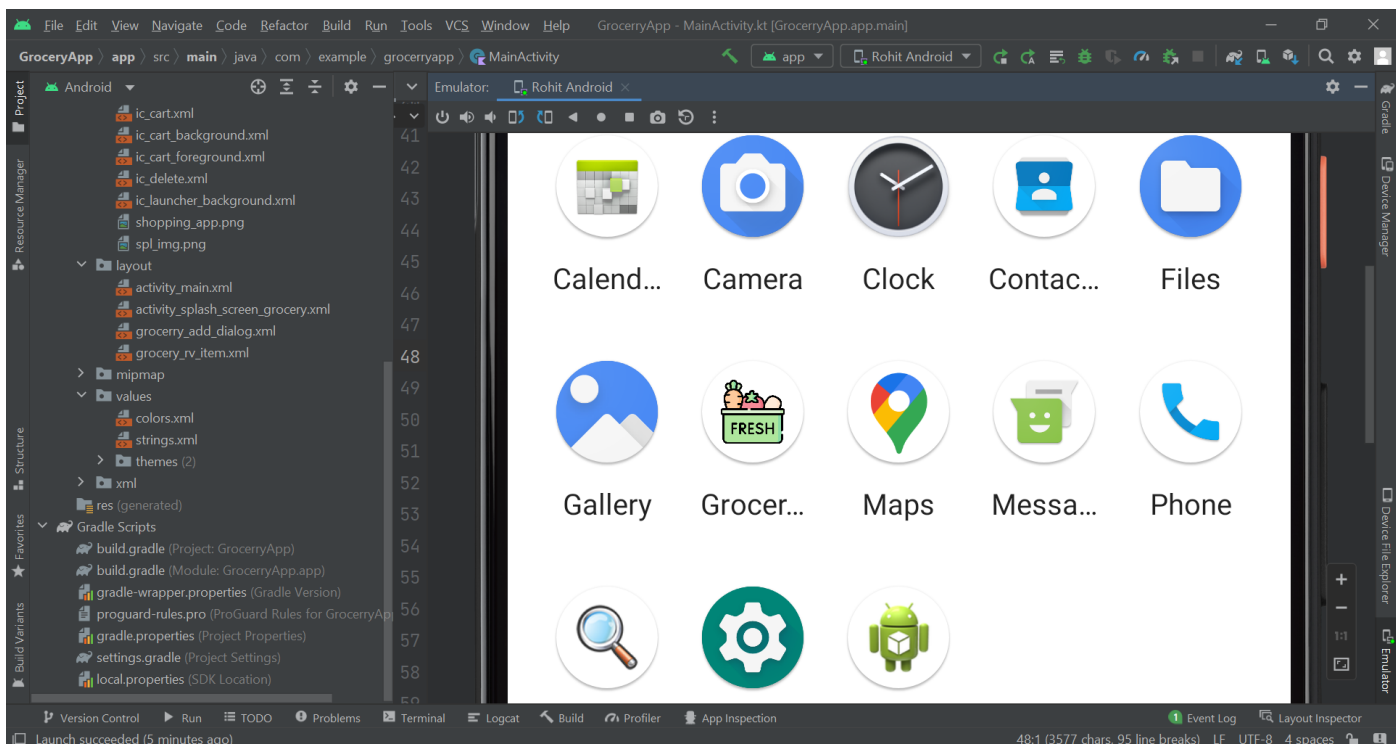 File Edit View Navigate Code Refactor Build Run Tools VCS Window Help GrocerryApp - MainActivity.kt [GrocerryApp.app.main]
GroceryApp app src main java com example grocerryapp MainActivity app Rohit Android
Project
Android
Emulator: Rohit Android
ic_cart.xml
ic_cart_background.xml
ic_cart_foreground.xml
ic_delete.xml
ic_launcher_background.xml
shopping_app.png
spl_img.png
layout
activity_main.xml
activity_splash_screen_grocery.xml
grocerry_add_dialog.xml
grocery_rv_item.xml
mipmap
values
colors.xml
strings.xml
themes (2)
xml
res (generated)
Gradle Scripts
build.gradle (Project: GrocerryApp)
build.gradle (Module: GrocerryApp.app)
gradle-wrapper.properties (Gradle Version)
proguard-rules.pro (ProGuard Rules for GrocerryAp
gradle.properties (Project Properties)
settings.gradle (Project Settings)
local.properties (SDK Location)
Resource Manager
Structure
Favorites
Build Variants
41
42
43
44
45
46
47
48
49
50
51
52
53
54
55
56
57
58
59
Calend... Camera Clock Contac... Files
FRESH
Gallery Grocer... Maps Messa... Phone
1:1
Gradle
Device Manager
Device File Explorer
Emulator
Version Control Run TODO Problems Terminal Logcat Build Profiler App Inspection 1 Event Log Layout Inspector
Launch succeeded (5 minutes ago) 48:1 (3577 chars, 95 line breaks) LF UTF-8 4 spaces